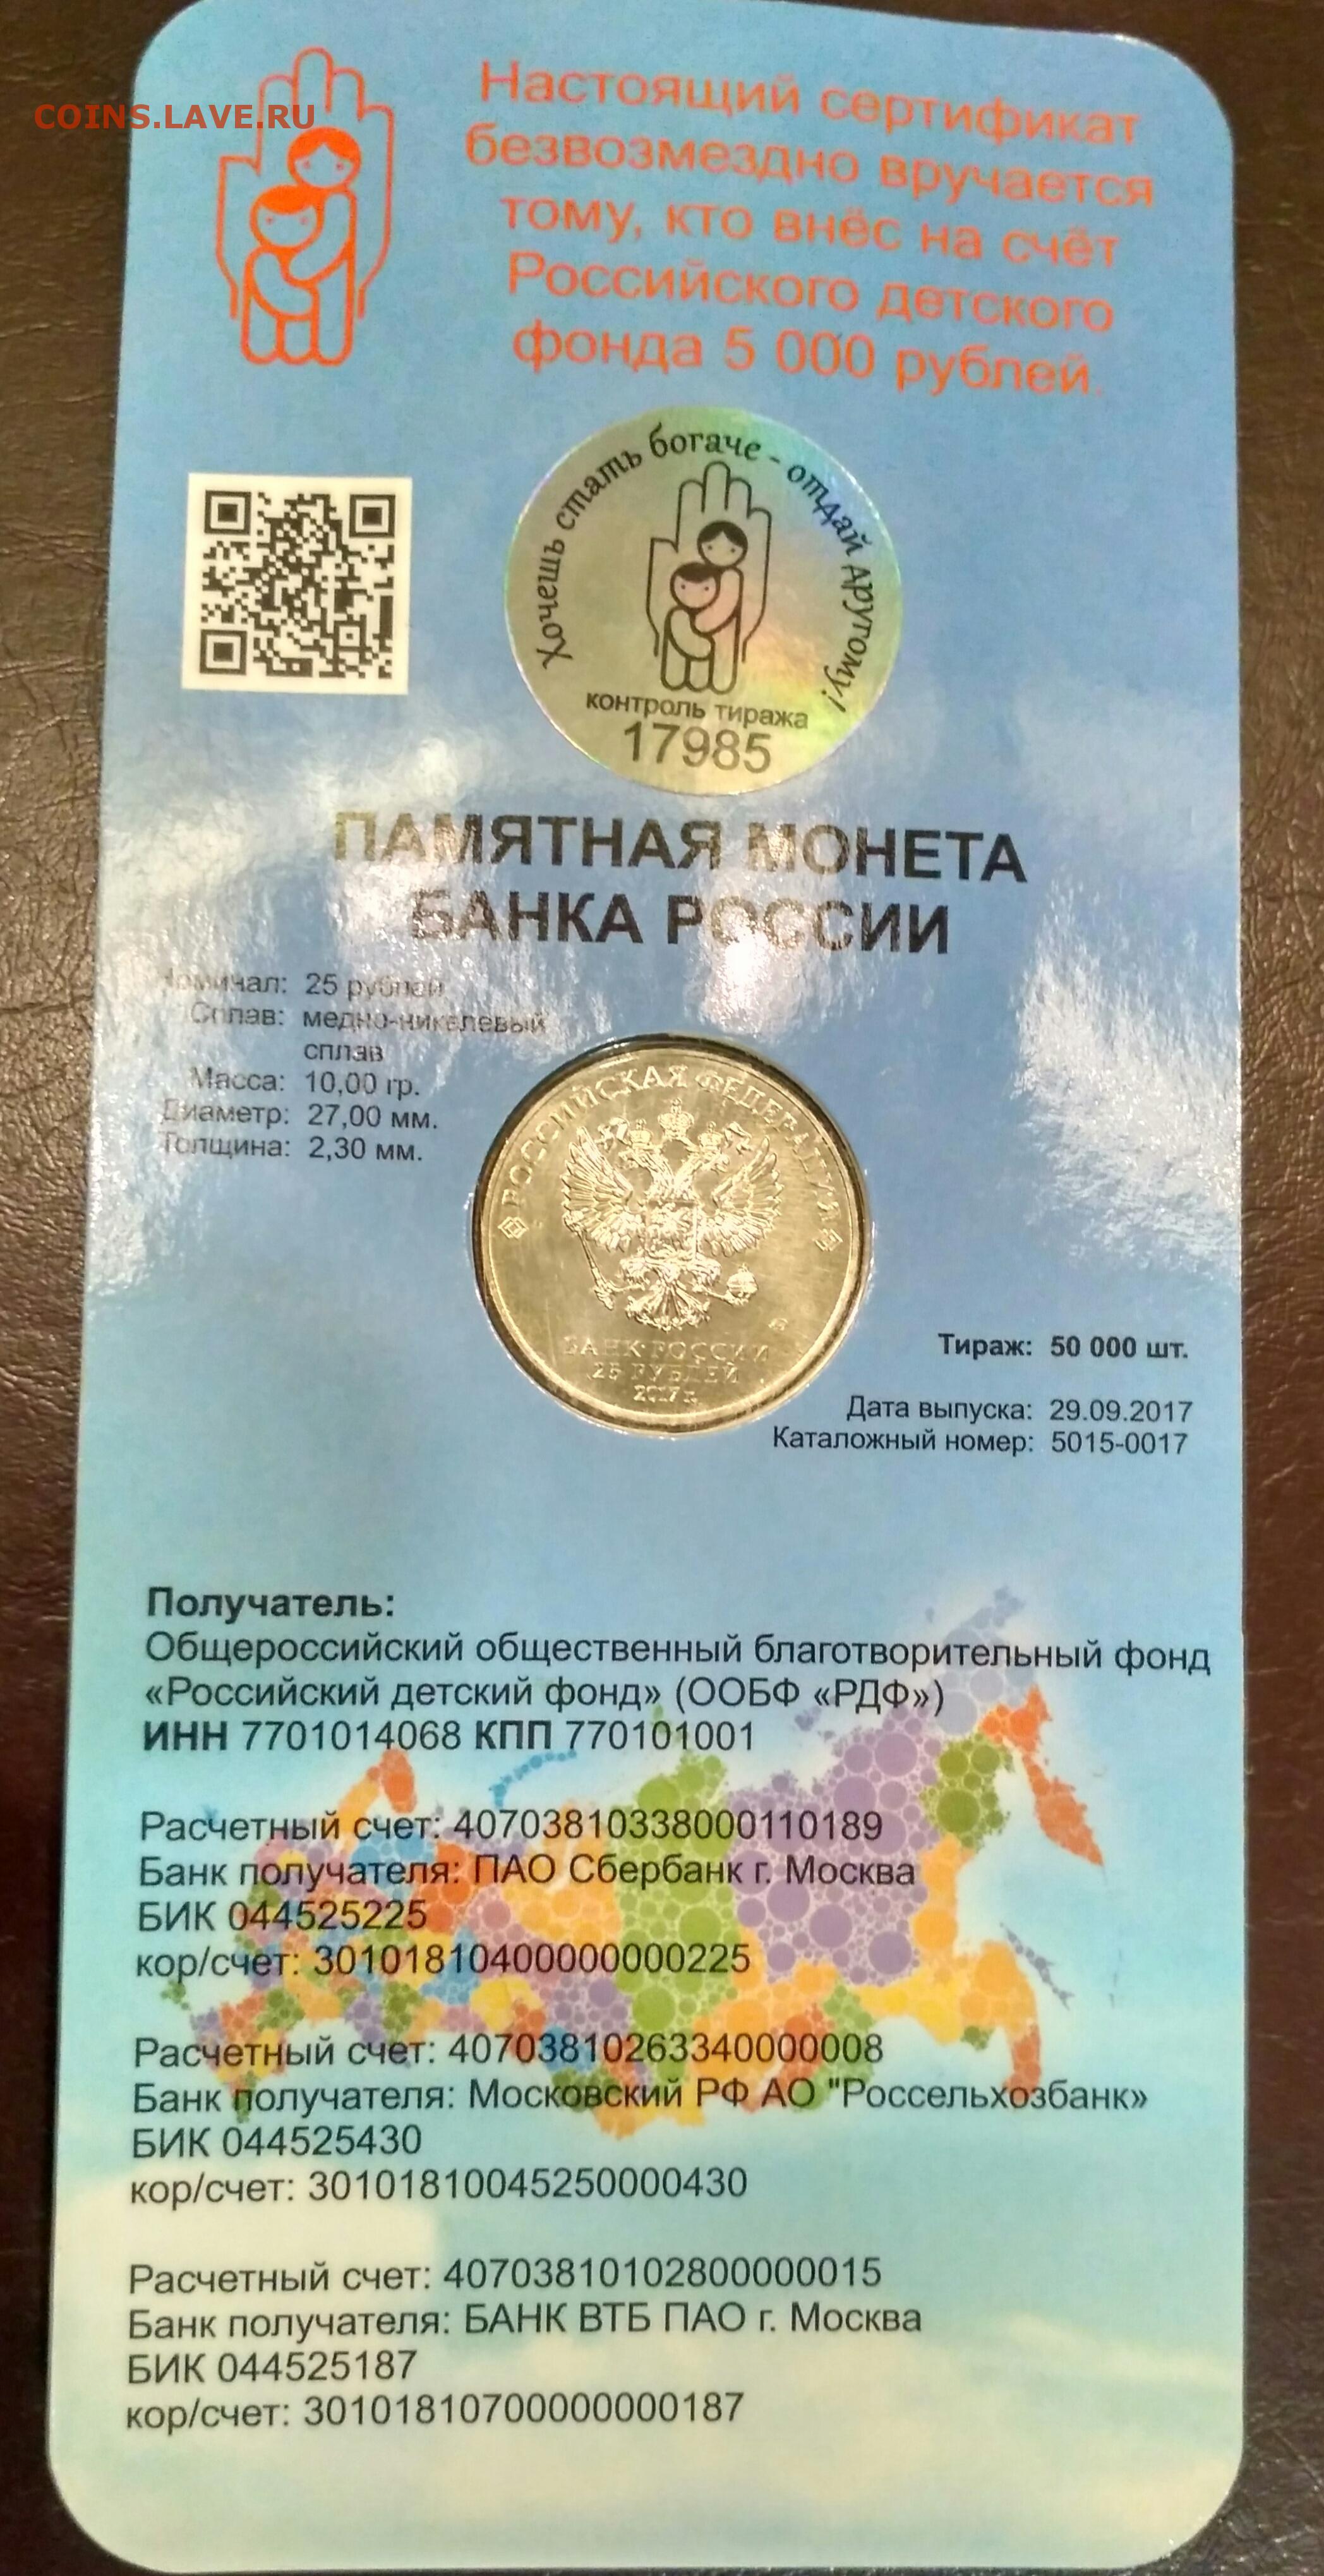 COINS.LAVE.RU
Настоящий сертификат
безвозмездно вручается
тому, кто внёс на счёт
Российского детского
фонда 5 000 рублей.
Хочешь стать богаче - отдай другому!
контроль тиража
17985
ПАМЯТНАЯ МОНЕТА
БАНКА РОССИИ
Номинал: 25 рублей
Сплав: медно-никелевый
сплав
Масса: 10,00 гр.
Диаметр: 27,00 мм.
Толщина: 2,30 мм.
РОССИЙСКАЯ ФЕДЕРАЦИЯ
БАНК РОССИИ
25 РУБЛЕЙ
2017 г.
Тираж: 50 000 шт.
Дата выпуска: 29.09.2017
Каталожный номер: 5015-0017
Получатель:
Общероссийский общественный благотворительный фонд
«Российский детский фонд» (ООБФ «РДФ»)
ИНН 7701014068 КПП 770101001
Расчетный счет: 40703810338000110189
Банк получателя: ПАО Сбербанк г. Москва
БИК 044525225
кор/счет: 30101810400000000225
Расчетный счет: 40703810263340000008
Банк получателя: Московский РФ АО "Россельхозбанк»
БИК 044525430
кор/счет: 30101810045250000430
Расчетный счет: 40703810102800000015
Банк получателя: БАНК ВТБ ПАО г. Москва
БИК 044525187
кор/счет: 30101810700000000187